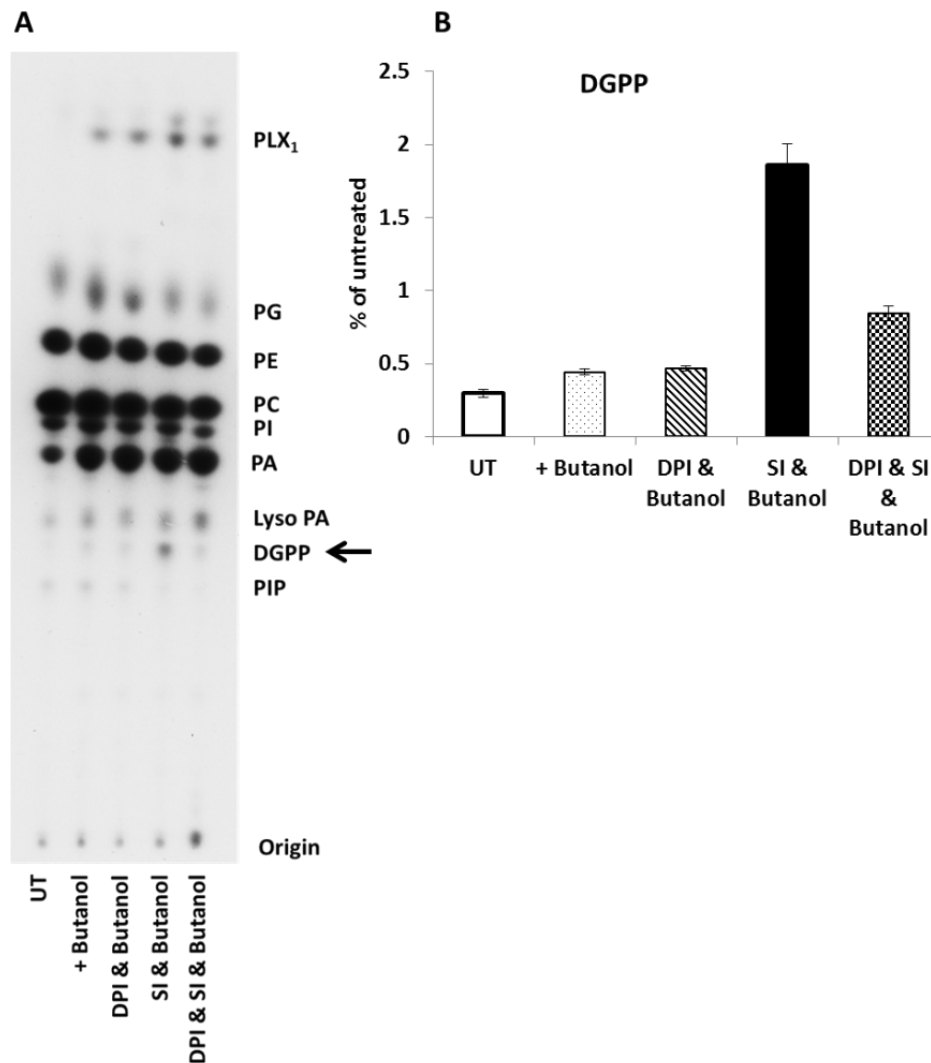 A
PLX1
PG
PE
PC
PI
PA
Lyso PA
DGPP
PIP
Origin
UT
+ Butanol
DPI & Butanol
SI & Butanol
DPI & SI & Butanol
B
DGPP
% of untreated
2.5
2
1.5
1
0.5
0
UT
+ Butanol
DPI &
Butanol
SI &
Butanol
DPI & SI
&
Butanol